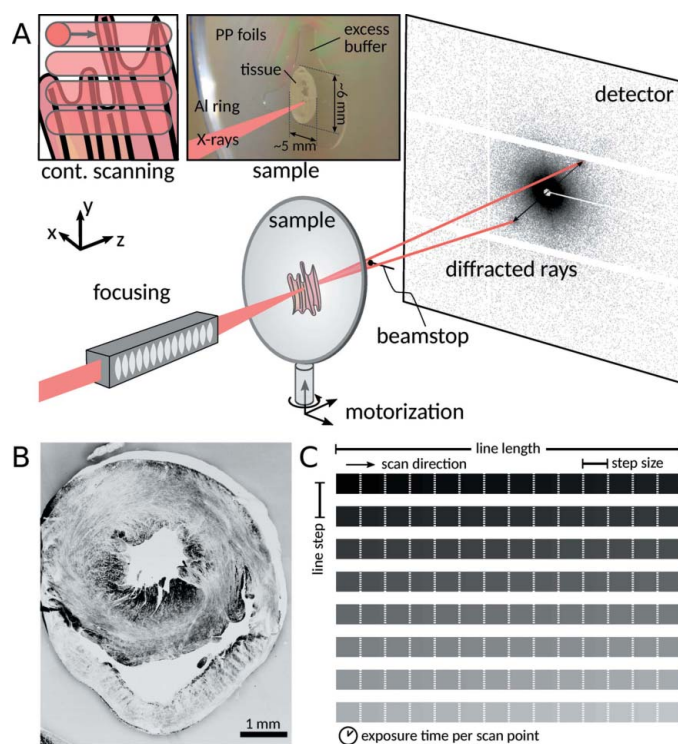 A
PP foils
excess
buffer
tissue
~6 mm
Al ring
X-rays
~5 mm
cont. scanning
sample
detector
y
x
z
sample
focusing
diffracted rays
beamstop
motorization
B
1 mm
C
line length
scan direction
step size
line step
exposure time per scan point